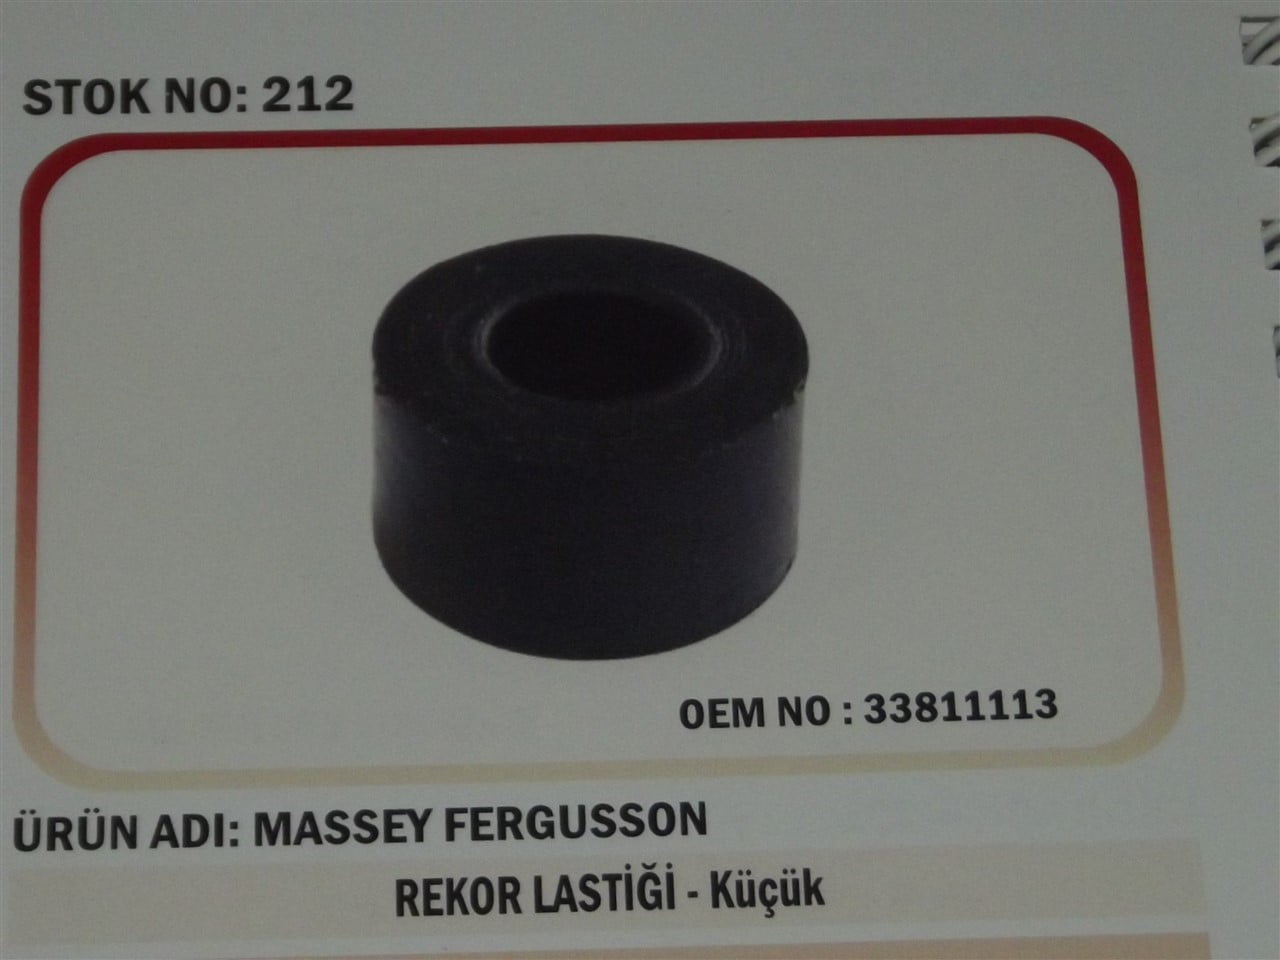 STOK NO: 212
OEM NO : 33811113
ÜRÜN ADI: MASSEY FERGUSSON
REKOR LASTİĞİ - Küçük